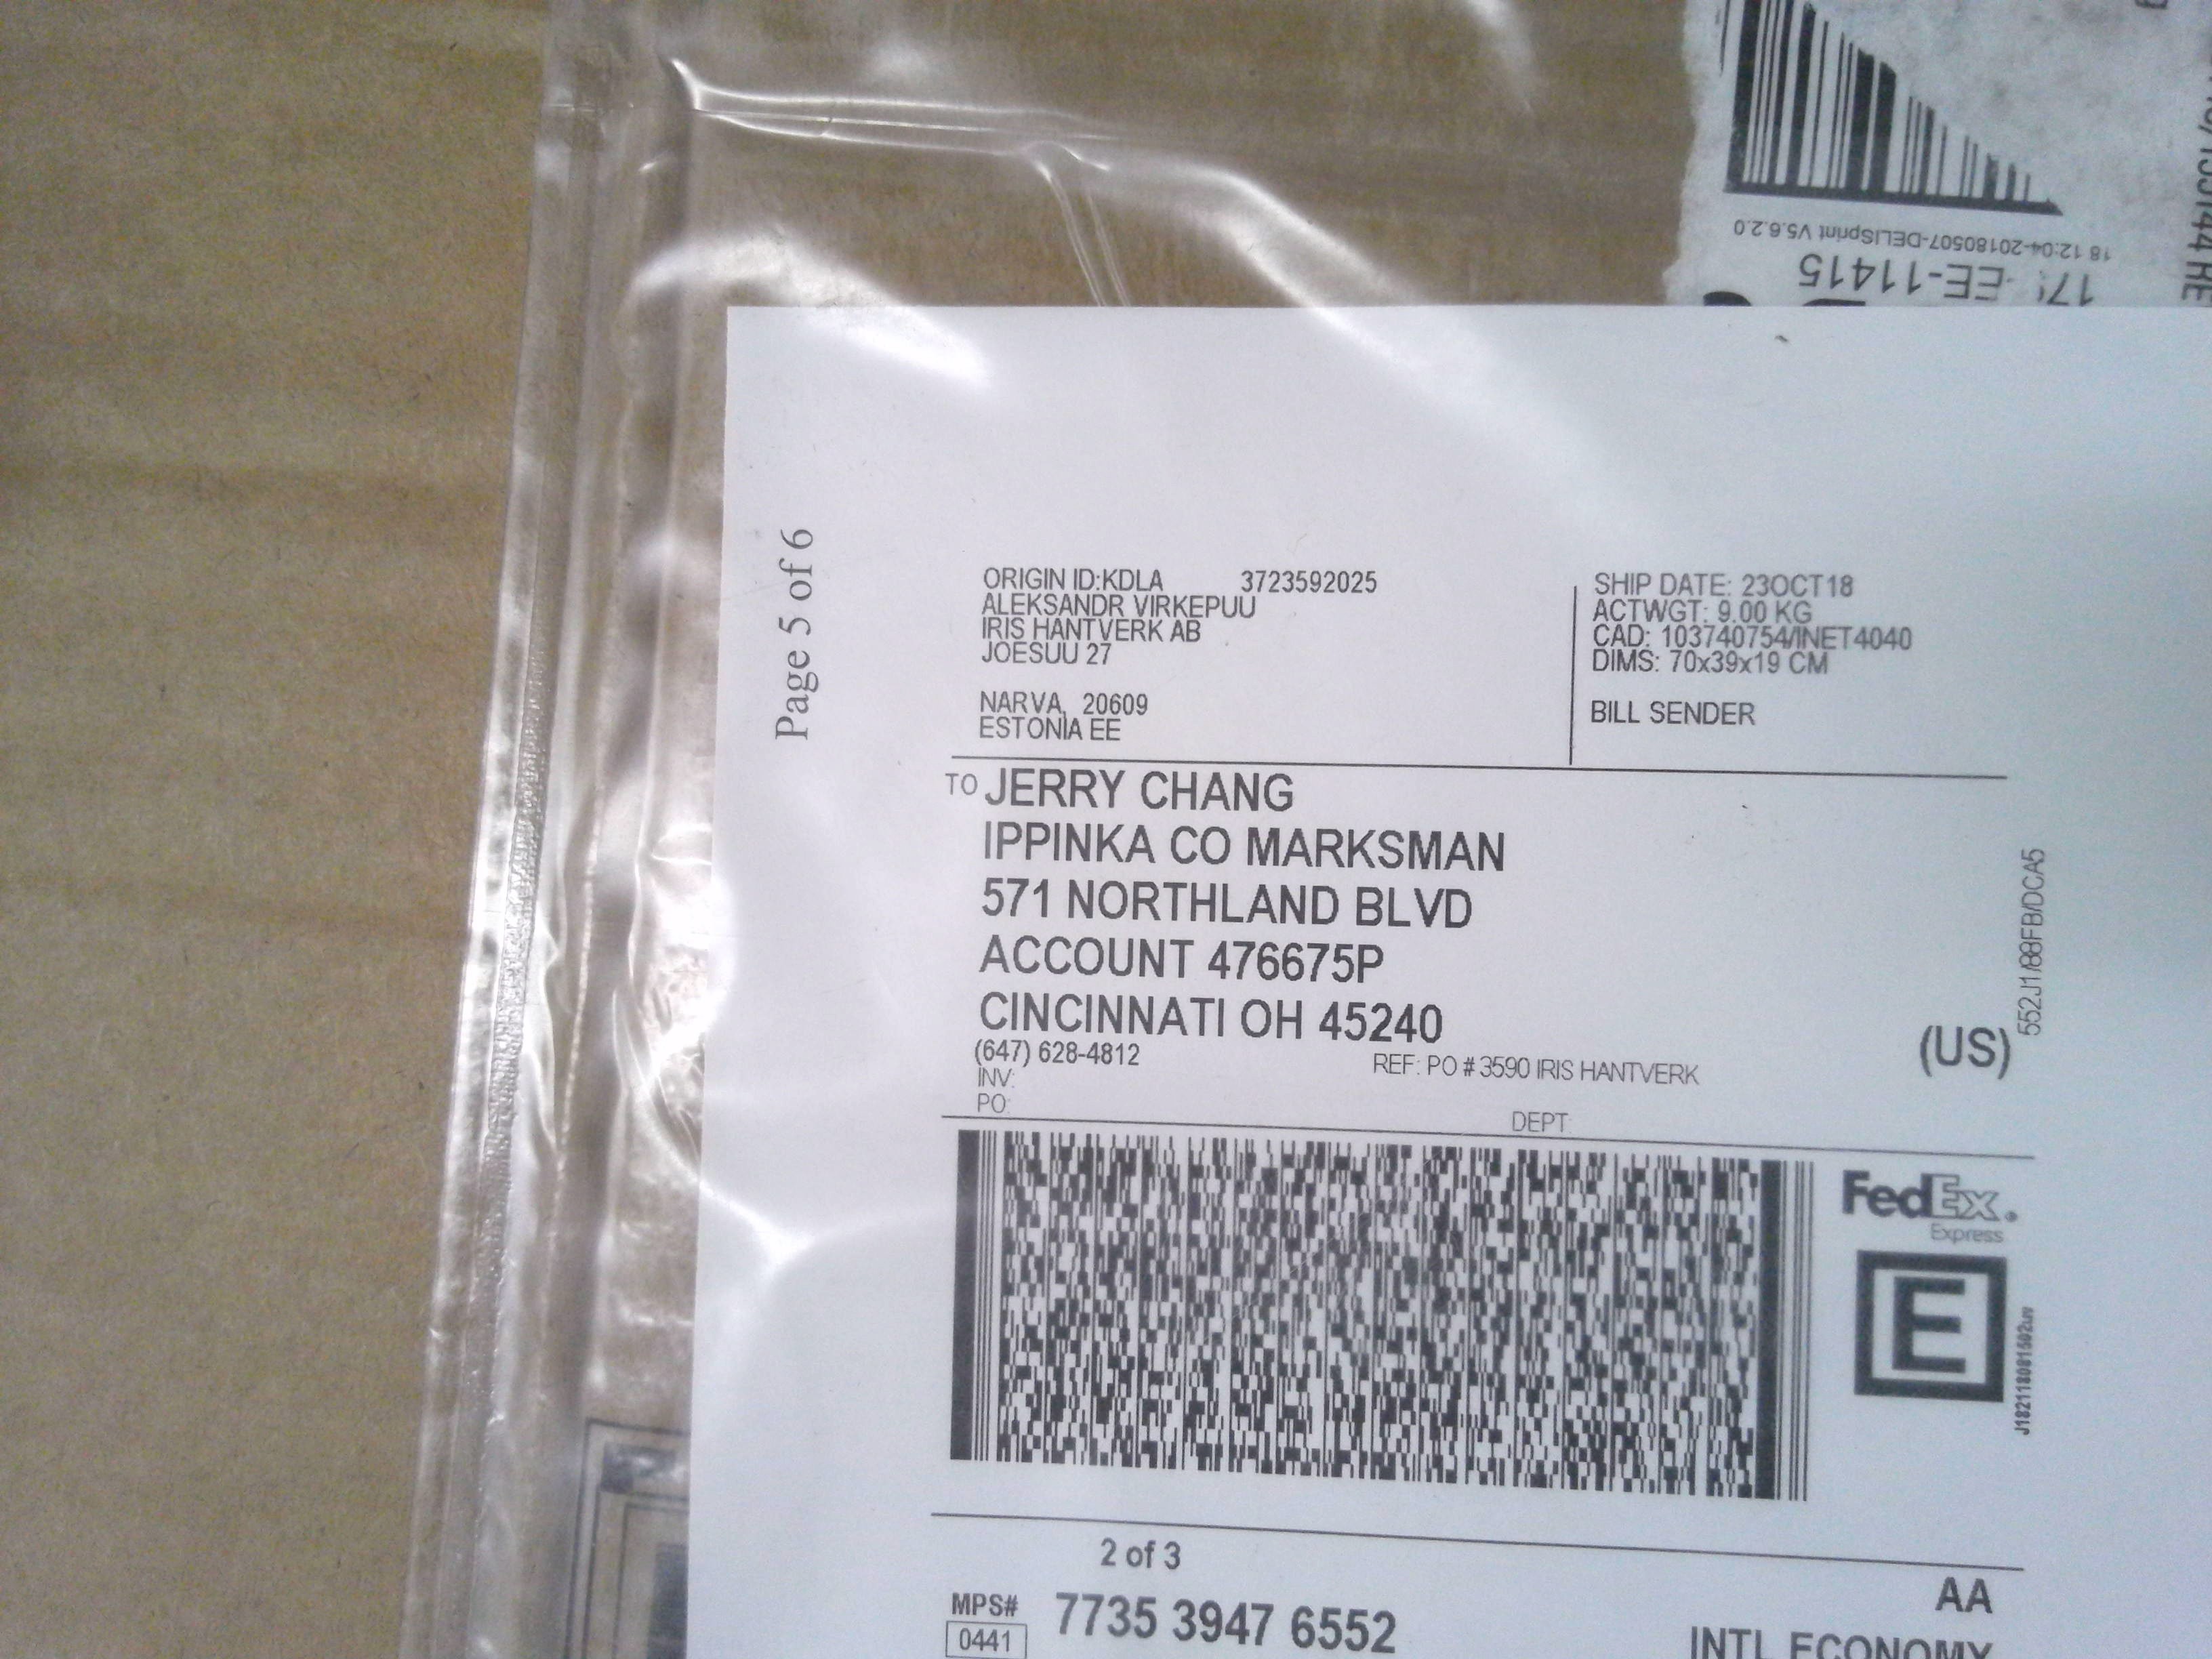 18 12:04-20180507-DELISprint V5.6.2.0
EE-11415
Page 5 of 6
ORIGIN ID:KDLA 3723592025
ALEKSANDR VIRKEPUU
IRIS HANTVERK AB
JOESUU 27
NARVA, 20609
ESTONIA EE
SHIP DATE: 23OCT18
ACTWGT: 9.00 KG
CAD: 103740754/INET4040
DIMS: 70x39x19 CM
BILL SENDER
TO JERRY CHANG
IPPINKA CO MARKSMAN
571 NORTHLAND BLVD
ACCOUNT 476675P
CINCINNATI OH 45240
(US)
(647) 628-4812
REF: PO # 3590 IRIS HANTVERK
INV:
PO:
DEPT:
552J1/88FB/DCA5
FedEx.
Express
E
J182118081502uv
2 of 3
MPS# 7735 3947 6552
0441
AA
INTL ECONOMY